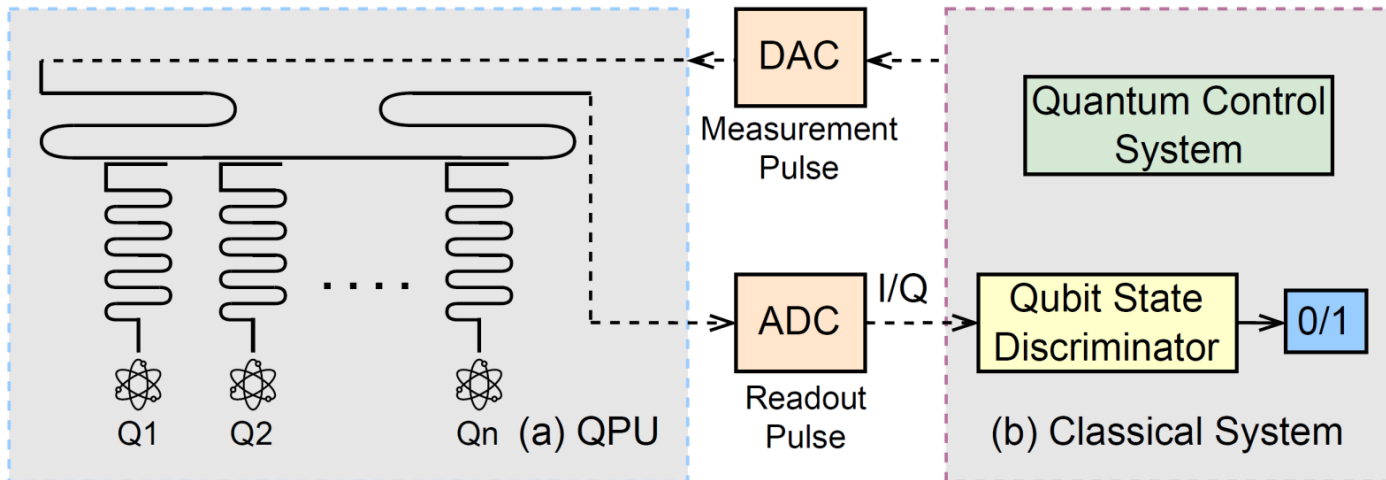 DAC
Measurement
Pulse
Quantum Control
System
. . . .
Q1
Q2
Qn
(a) QPU
ADC
Readout
Pulse
I/Q
Qubit State
Discriminator
0/1
(b) Classical System